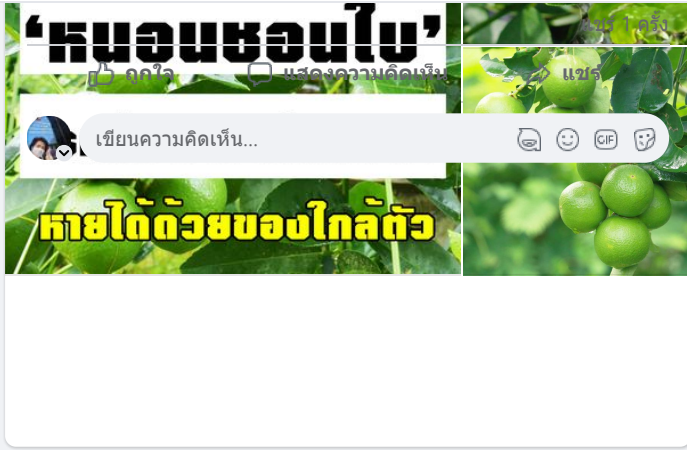 ‘หนอนชอนใบ’
แชร์ 1 ครั้ง
ถูกใจ
แสดงความคิดเห็น
แชร์
เขียนความคิดเห็น...
GIF
หายได้ด้วยของใกล้ตัว